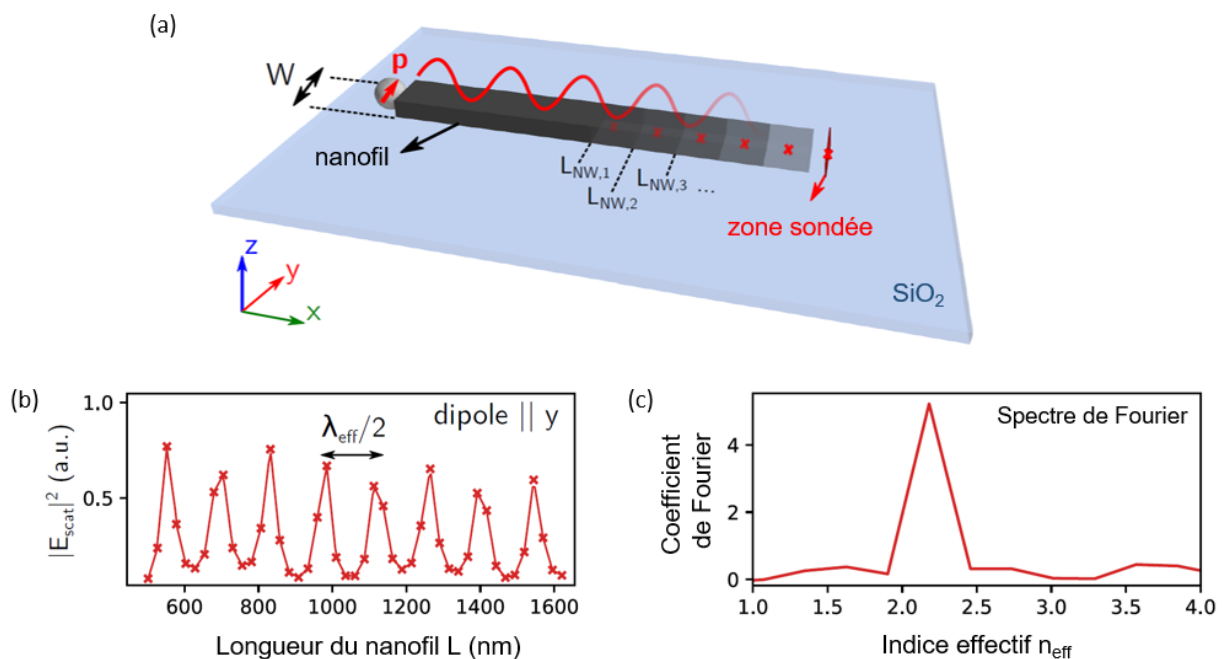 (a)
W
p
nanofil
L_NW,1
L_NW,2
L_NW,3 ...
zone sondée
SiO₂
z
y
x
(b)
1.0
0.5
|E_scat|² (a.u.)
dipole || y
λ_eff/2
600 800 1000 1200 1400 1600
Longueur du nanofil L (nm)
(c)
Spectre de Fourier
Coefficient
de Fourier
4
2
0
1.0 1.5 2.0 2.5 3.0 3.5 4.0
Indice effectif n_eff